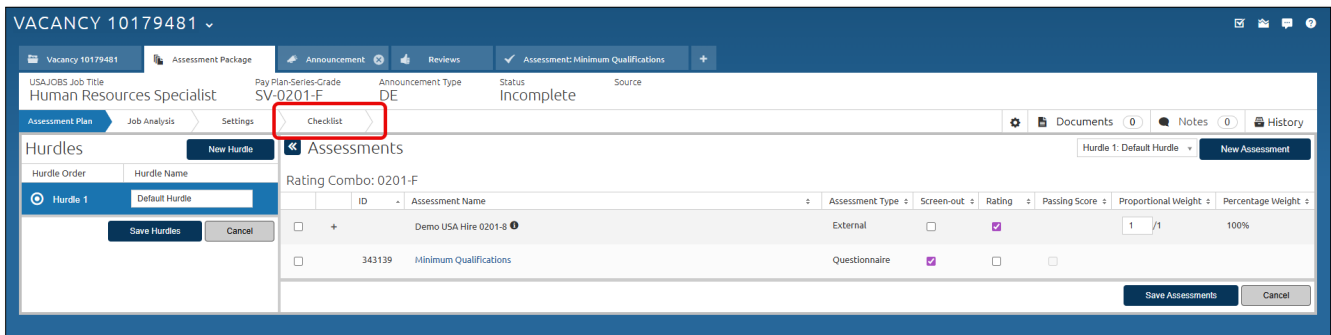 VACANCY 10179481
Vacancy 10179481 Assessment Package Announcement Reviews Assessment: Minimum Qualifications +
USAJOBS Job Title Pay Plan-Series-Grade Announcement Type Status Source
Human Resources Specialist SV-0201-F DE Incomplete
Assessment Plan Job Analysis Settings Checklist Documents 0 Notes 0 History
Hurdles New Hurdle Assessments Hurdle 1: Default Hurdle New Assessment
Hurdle Order Hurdle Name
Rating Combo: 0201-F
Hurdle 1 Default Hurdle
ID Assessment Name Assessment Type Screen-out Rating Passing Score Proportional Weight Percentage Weight
Save Hurdles Cancel
+ Demo USA Hire 0201-8 External 1 /1 100%
343139 Minimum Qualifications Questionnaire
Save Assessments Cancel